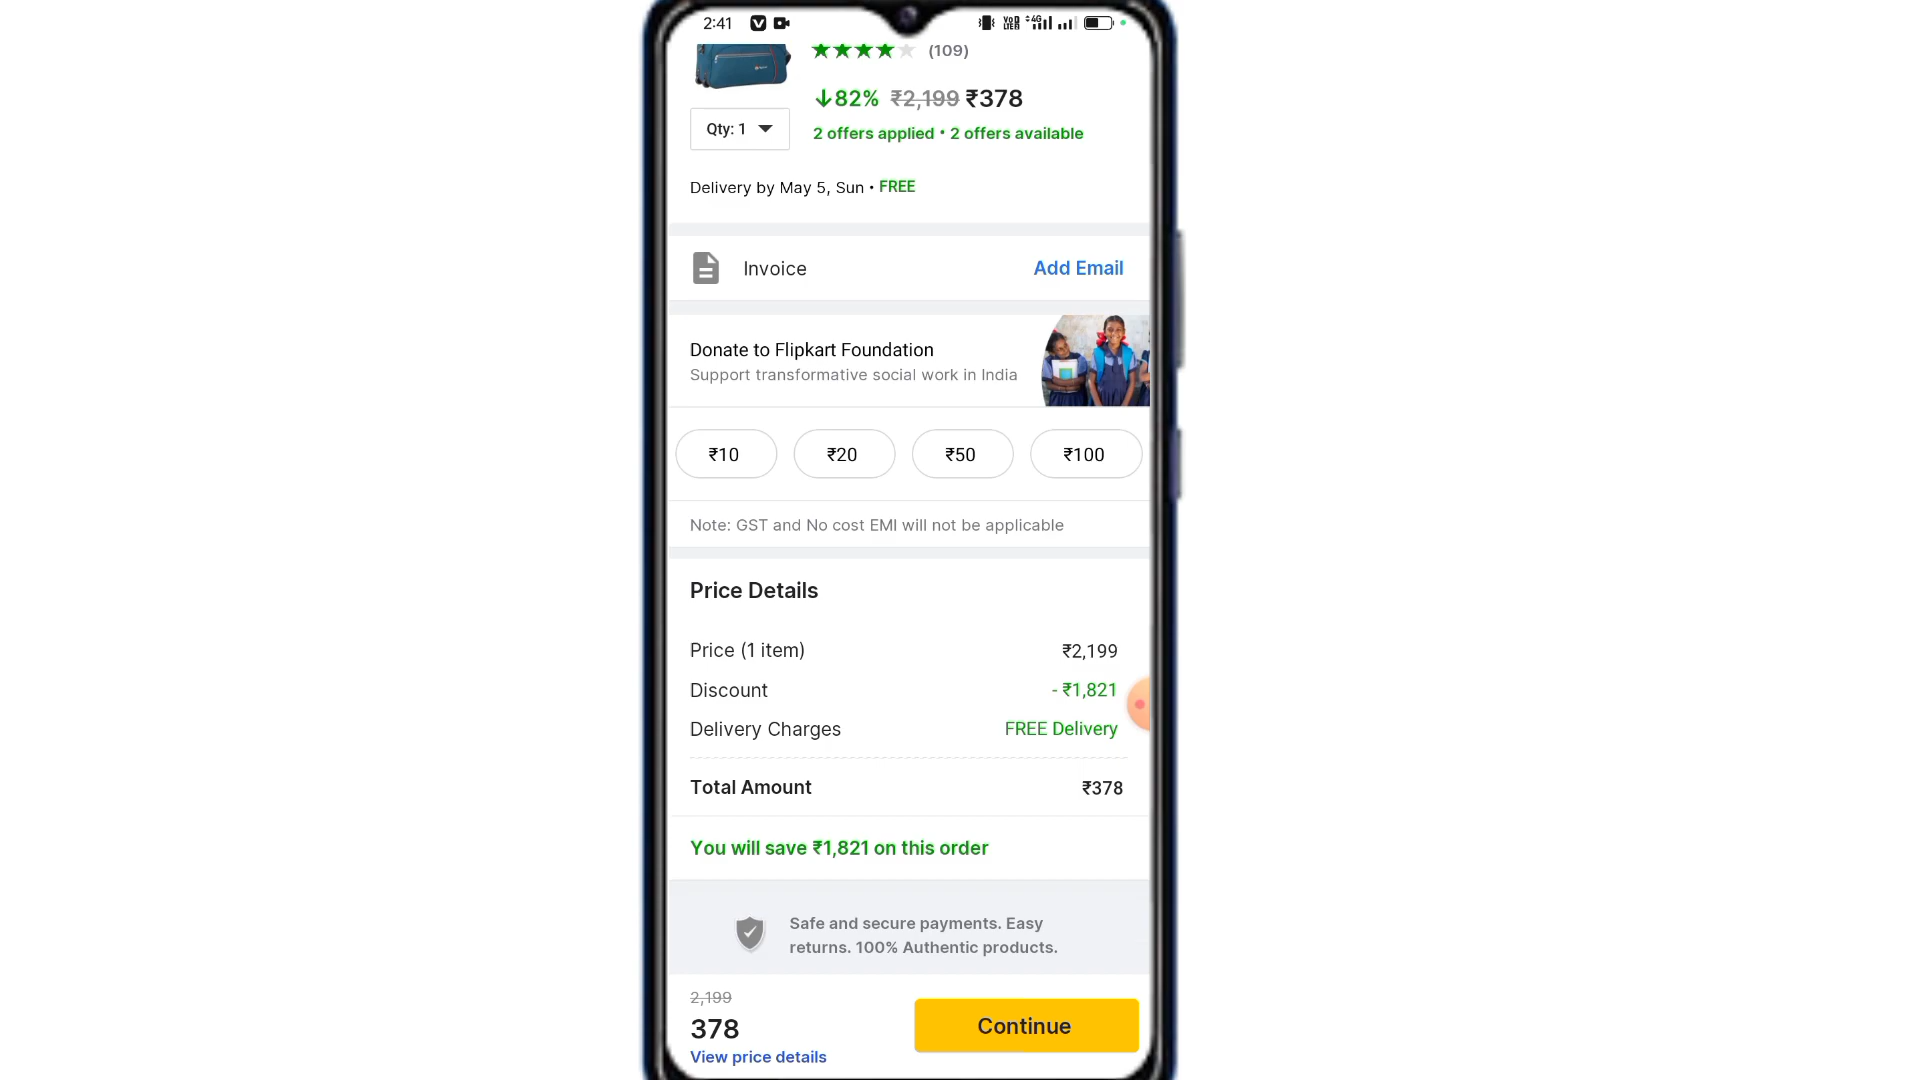 2:41
VoD LTED 4G
(109)
↓82% ₹2,199 ₹378
Qty: 1
2 offers applied • 2 offers available
Delivery by May 5, Sun • FREE
Invoice
Add Email
Donate to Flipkart Foundation
Support transformative social work in India
₹10 ₹20 ₹50 ₹100
Note: GST and No cost EMI will not be applicable
Price Details
Price (1 item) ₹2,199
Discount - ₹1,821
Delivery Charges FREE Delivery
Total Amount ₹378
You will save ₹1,821 on this order
Safe and secure payments. Easy
returns. 100% Authentic products.
2,199
378
Continue
View price details